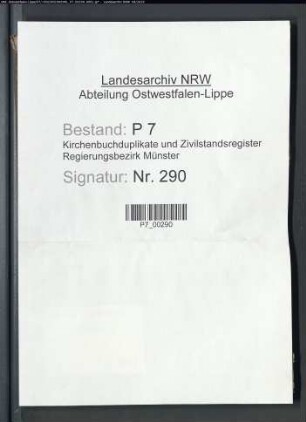 Landesarchiv NRW
Abteilung Ostwestfalen-Lippe
Bestand: P 7
Kirchenbuchduplikate und Zivilstandsregister
Regierungsbezirk Münster
Signatur: Nr. 290
P7_00290